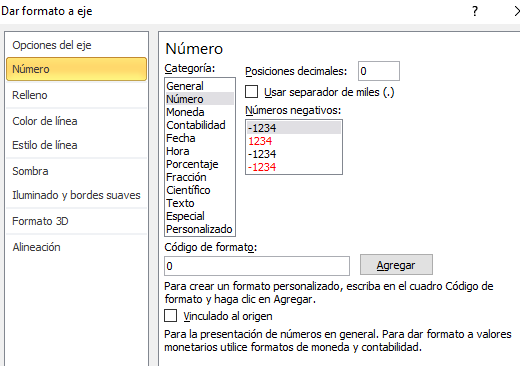 Dar formato a eje
?
Opciones del eje
Número
Relleno
Color de línea
Estilo de línea
Sombra
Iluminado y bordes suaves
Formato 3D
Alineación
Número
Categoría:
General
Número
Moneda
Contabilidad
Fecha
Hora
Porcentaje
Fracción
Científico
Texto
Especial
Personalizado
Posiciones decimales: 0
Usar separador de miles (.)
Números negativos:
-1234
1234
-1234
-1234
Código de formato:
0
Agregar
Para crear un formato personalizado, escriba en el cuadro Código de
formato y haga clic en Agregar.
Vinculado al origen
Para la presentación de números en general. Para dar formato a valores
monetarios utilice formatos de moneda y contabilidad.